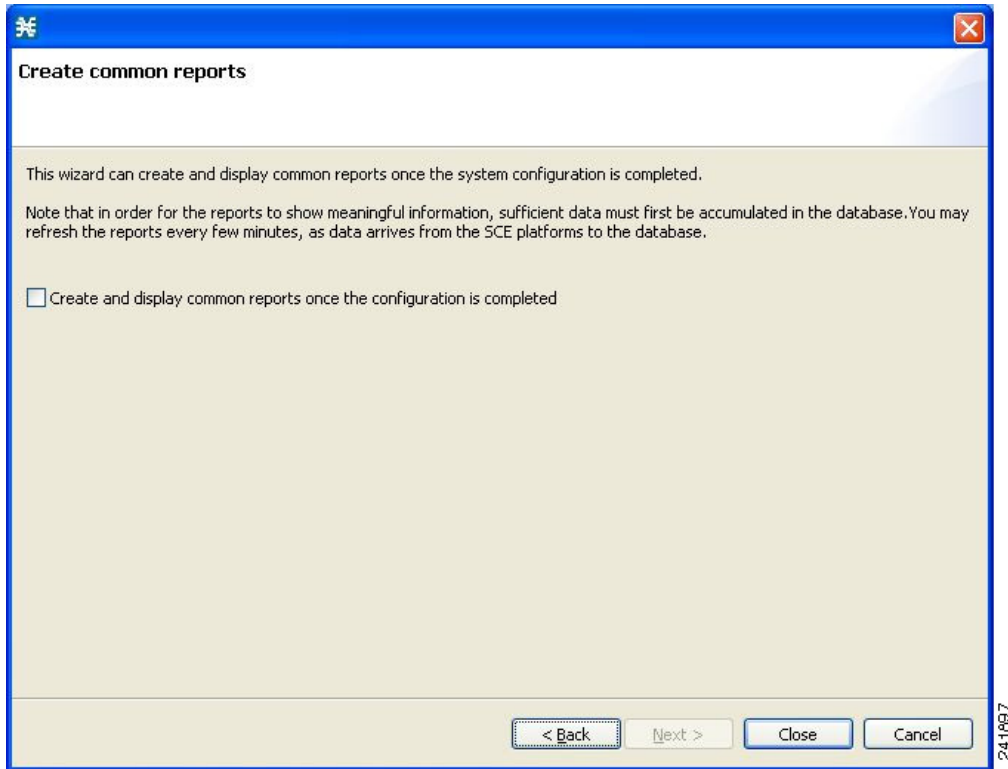 Create common reports
This wizard can create and display common reports once the system configuration is completed.
Note that in order for the reports to show meaningful information, sufficient data must first be accumulated in the database.You may
refresh the reports every few minutes, as data arrives from the SCE platforms to the database.
Create and display common reports once the configuration is completed
< Back
Next >
Close
Cancel
241897